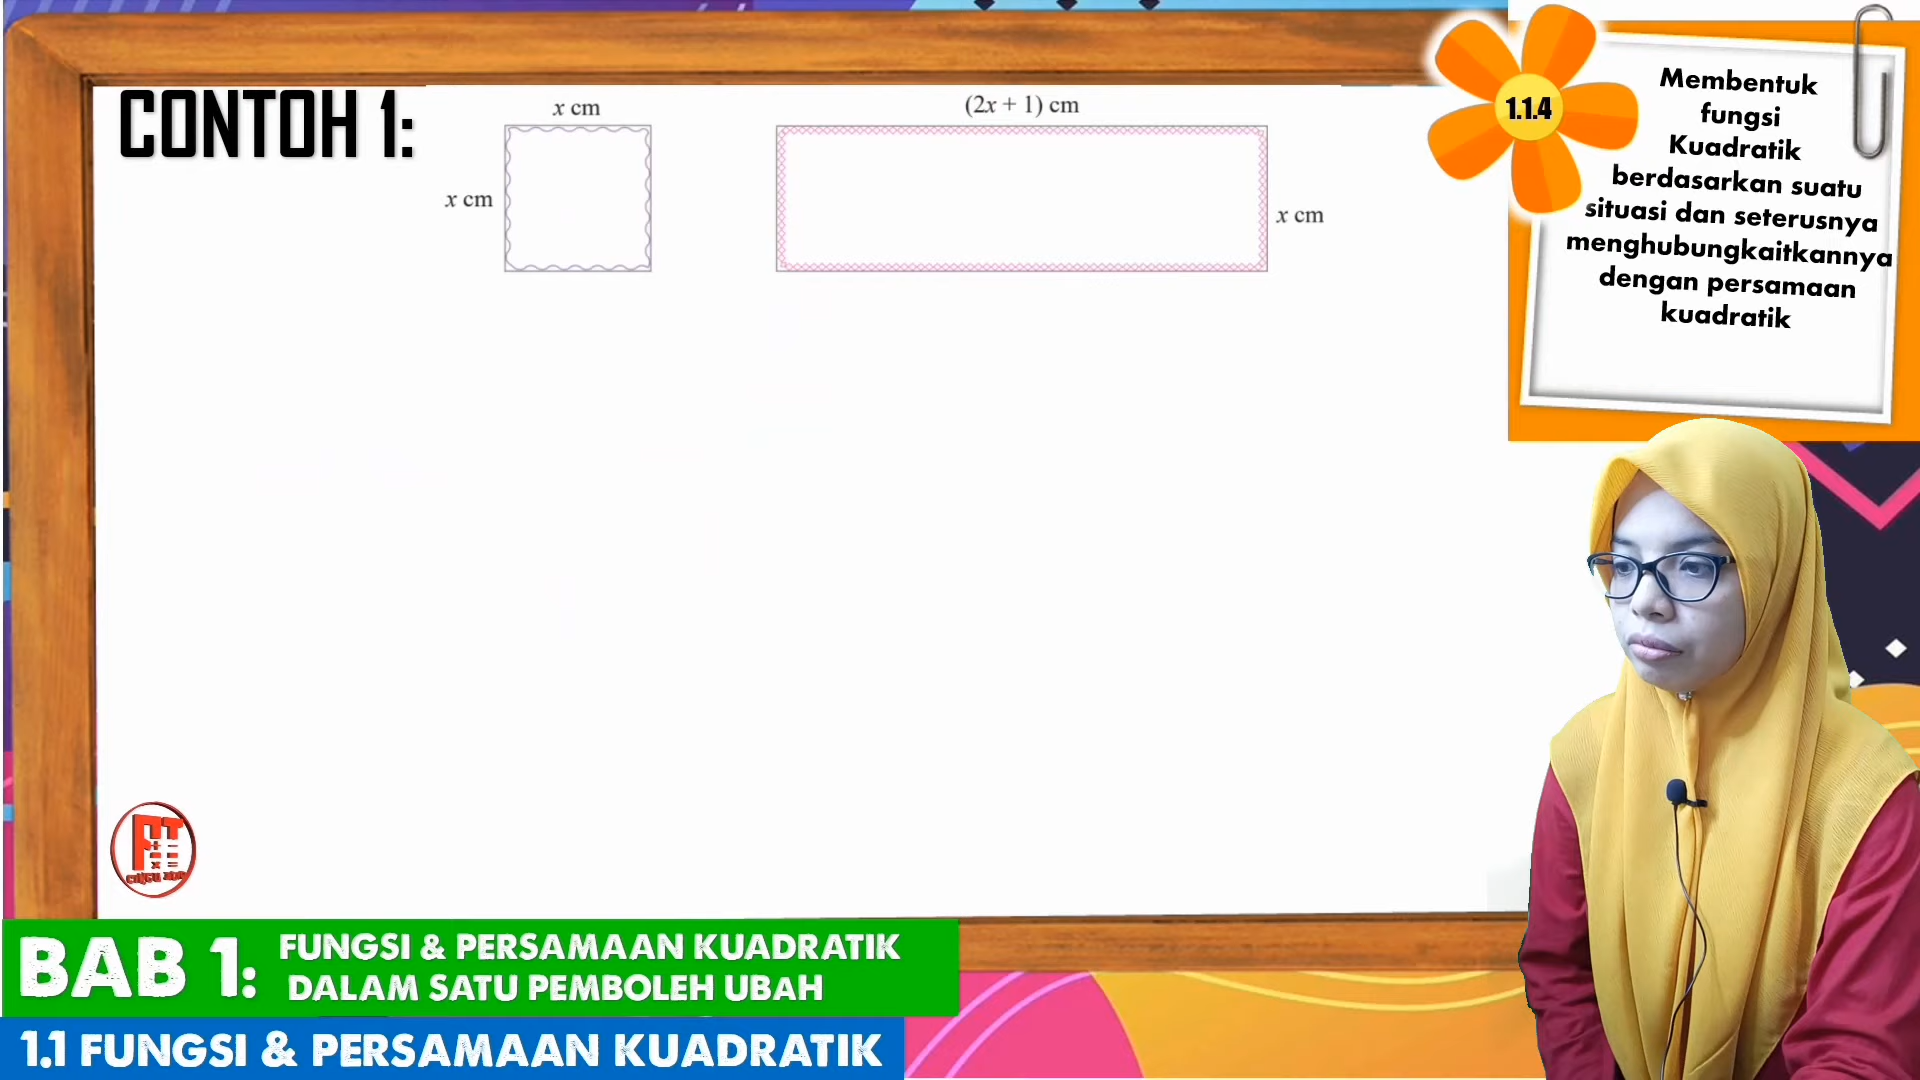 CONTOH 1:
x cm
(2x + 1) cm
x cm
x cm
1.1.4
Membentuk
fungsi
Kuadratik
berdasarkan suatu
situasi dan seterusnya
menghubungkaitkannya
dengan persamaan
kuadratik
FT
BAB 1:
FUNGSI & PERSAMAAN KUADRATIK
DALAM SATU PEMBOLEH UBAH
1.1 FUNGSI & PERSAMAAN KUADRATIK